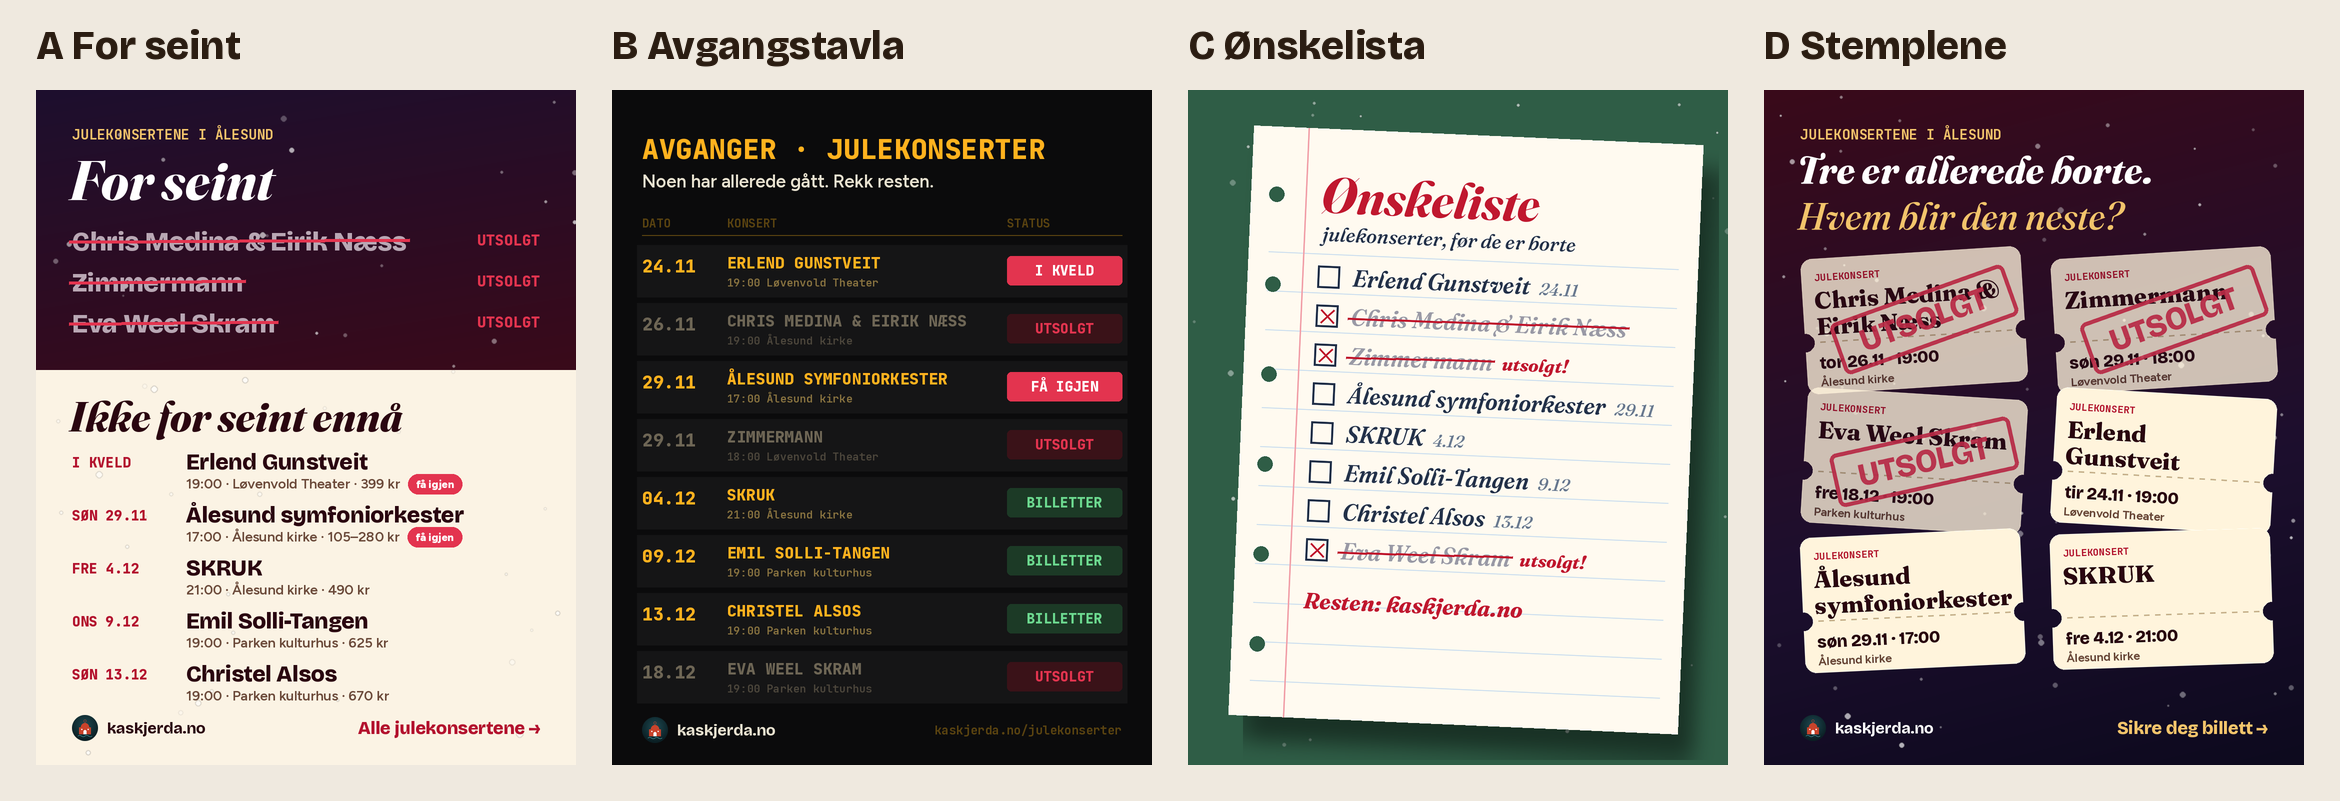 A For seint
JULEKONSERTENE I ÅLESUND
For seint
Chris Medina & Eirik Næss UTSOLGT
Zimmermann UTSOLGT
Eva Weel Skram UTSOLGT
Ikke for seint ennå
I KVELD Erlend Gunstveit
19:00 · Løvenvold Theater · 399 kr få igjen
SØN 29.11 Ålesund symfoniorkester
17:00 · Ålesund kirke · 105–280 kr få igjen
FRE 4.12 SKRUK
21:00 · Ålesund kirke · 490 kr
ONS 9.12 Emil Solli-Tangen
19:00 · Parken kulturhus · 625 kr
SØN 13.12 Christel Alsos
19:00 · Parken kulturhus · 670 kr
kaskjerda.no Alle julekonsertene →
B Avgangstavla
AVGANGER · JULEKONSERTER
Noen har allerede gått. Rekk resten.
DATO KONSERT STATUS
24.11 ERLEND GUNSTVEIT I KVELD
19:00 Løvenvold Theater
26.11 CHRIS MEDINA & EIRIK NÆSS UTSOLGT
19:00 Ålesund kirke
29.11 ÅLESUND SYMFONIORKESTER FÅ IGJEN
17:00 Ålesund kirke
29.11 ZIMMERMANN UTSOLGT
18:00 Løvenvold Theater
04.12 SKRUK BILLETTER
21:00 Ålesund kirke
09.12 EMIL SOLLI-TANGEN BILLETTER
19:00 Parken kulturhus
13.12 CHRISTEL ALSOS BILLETTER
19:00 Parken kulturhus
18.12 EVA WEEL SKRAM UTSOLGT
19:00 Parken kulturhus
kaskjerda.no kaskjerda.no/julekonserter
C Ønskelista
Ønskeliste
julekonserter, før de er borte
Erlend Gunstveit 24.11
Chris Medina & Eirik Næss
Zimmermann utsolgt!
Ålesund symfoniorkester 29.11
SKRUK 4.12
Emil Solli-Tangen 9.12
Christel Alsos 13.12
Eva Weel Skram utsolgt!
Resten: kaskjerda.no
D Stemplene
JULEKONSERTENE I ÅLESUND
Tre er allerede borte.
Hvem blir den neste?
JULEKONSERT
Chris Medina &
Eirik Næss
UTSOLGT
tor 26.11 · 19:00
Ålesund kirke
JULEKONSERT
Zimmermann
UTSOLGT
søn 29.11 · 18:00
Løvenvold Theater
JULEKONSERT
Eva Weel Skram
UTSOLGT
fre 18.12 · 19:00
Parken kulturhus
JULEKONSERT
Erlend
Gunstveit
tir 24.11 · 19:00
Løvenvold Theater
JULEKONSERT
Ålesund
symfoniorkester
søn 29.11 · 17:00
Ålesund kirke
JULEKONSERT
SKRUK
fre 4.12 · 21:00
Ålesund kirke
kaskjerda.no Sikre deg billett →